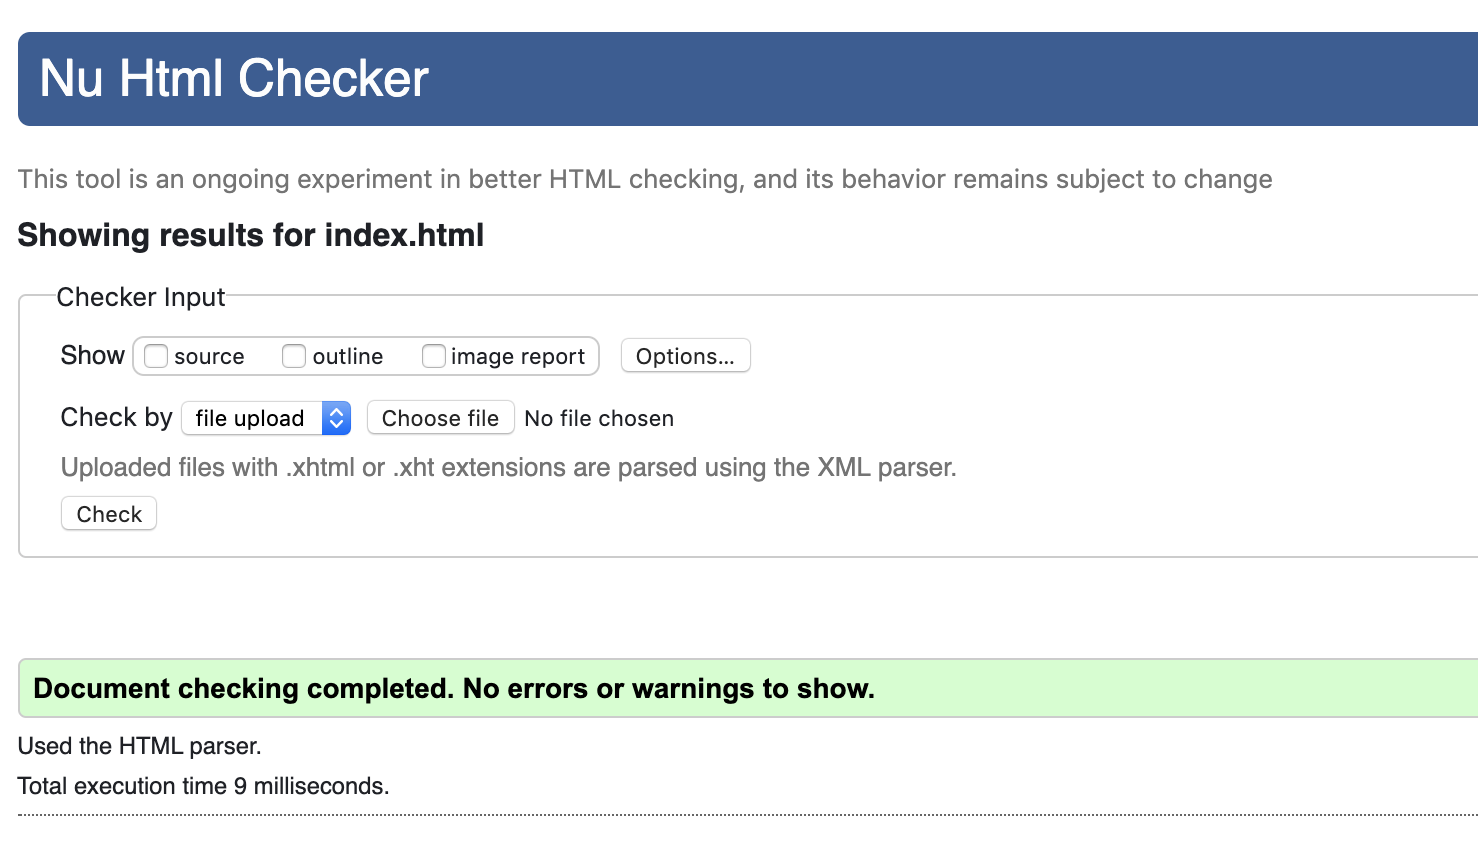 Nu Html Checker
This tool is an ongoing experiment in better HTML checking, and its behavior remains subject to change
Showing results for index.html
Checker Input
Show source outline image report Options...
Check by file upload Choose file No file chosen
Uploaded files with .xhtml or .xht extensions are parsed using the XML parser.
Check
Document checking completed. No errors or warnings to show.
Used the HTML parser.
Total execution time 9 milliseconds.